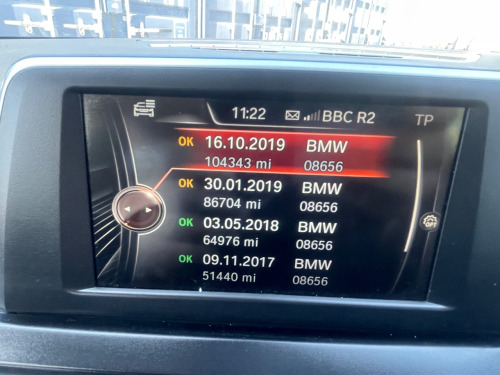 11:22 BBC R2 TP
OK 16.10.2019 BMW
104343 mi 08656
OK 30.01.2019 BMW
86704 mi 08656
OK 03.05.2018 BMW
64976 mi 08656
OFF
OK 09.11.2017 BMW
51440 mi 08656